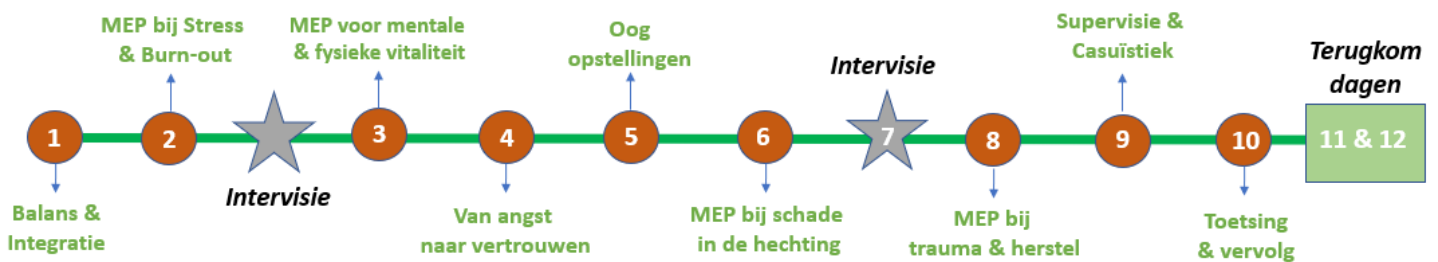 1
Balans &
Integratie
MEP bij Stress
& Burn-out
2
Intervisie
MEP voor mentale
& fysieke vitaliteit
3
4
Van angst
naar vertrouwen
Oog
opstellingen
5
6
MEP bij schade
in de hechting
Intervisie
7
8
MEP bij
trauma & herstel
Supervisie &
Casuïstiek
9
10
Toetsing
& vervolg
Terugkom
dagen
11 & 12